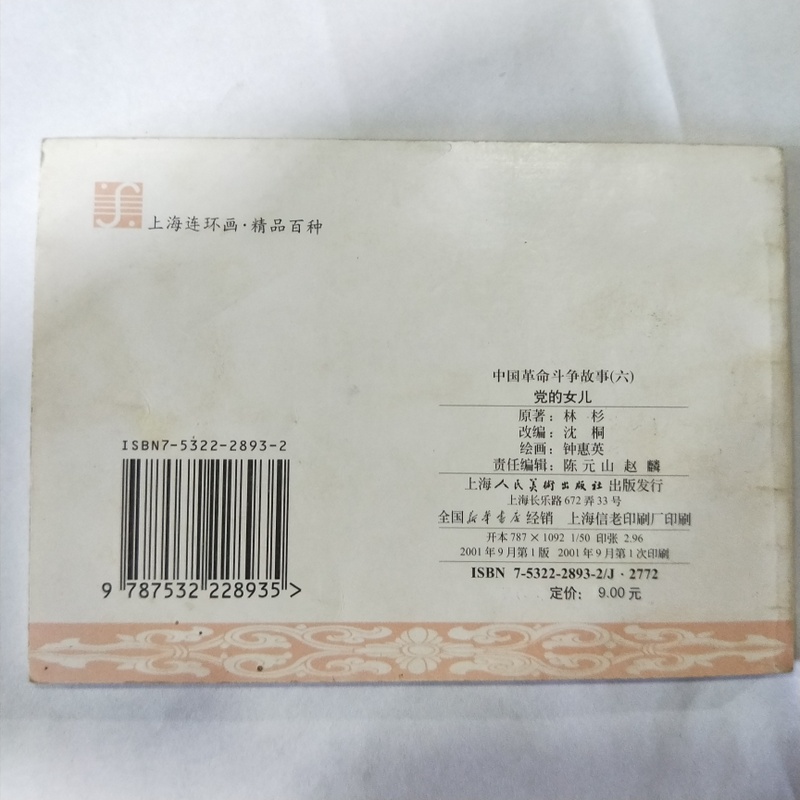 上海连环画·精品百种
中国革命斗争故事(六)
党的女儿
原著：林 杉
改编：沈 桐
绘画：钟惠英
责任编辑：陈元山 赵 麟
上海人民美術出版社出版发行
上海长乐路672弄33号
全国新华书店经销 上海信老印刷厂印刷
开本787×1092 1/50 印张 2.96
2001年9月第1版 2001年9月第1次印刷
ISBN 7-5322-2893-2/J·2772
定价： 9.00元
ISBN7-5322-2893-2
9 787532 228935 >